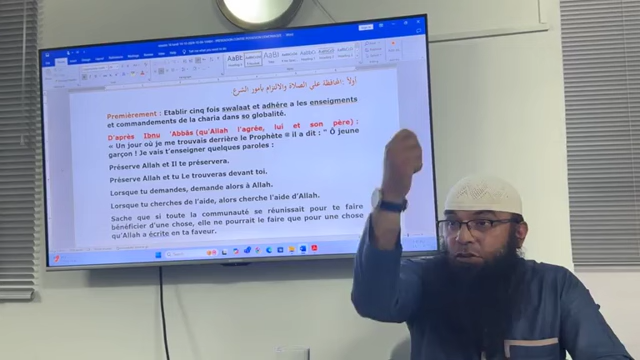 أولا : المحافظة على الصلاة والالتزام بأمور الشرع
Premièrement : Etablir cinq fois swalaat et adhère a les enseigments
et commandements de la charia dans so globalité.
D'après Ibnu 'Abbâs (qu'Allah l'agrée, lui et son père) :
« Un jour où je me trouvais derrière le Prophète ﷺ il a dit : " Ô jeune
garçon ! Je vais t'enseigner quelques paroles :
Préserve Allah et Il te préservera.
Préserve Allah et tu Le trouveras devant toi.
Lorsque tu demandes, demande alors à Allah.
Lorsque tu cherches de l'aide, alors cherche l'aide d'Allah.
Sache que si toute la communauté se réunissait pour te faire
bénéficier d'une chose, elle ne pourrait le faire que pour une chose
qu'Allah a écrite en ta faveur.